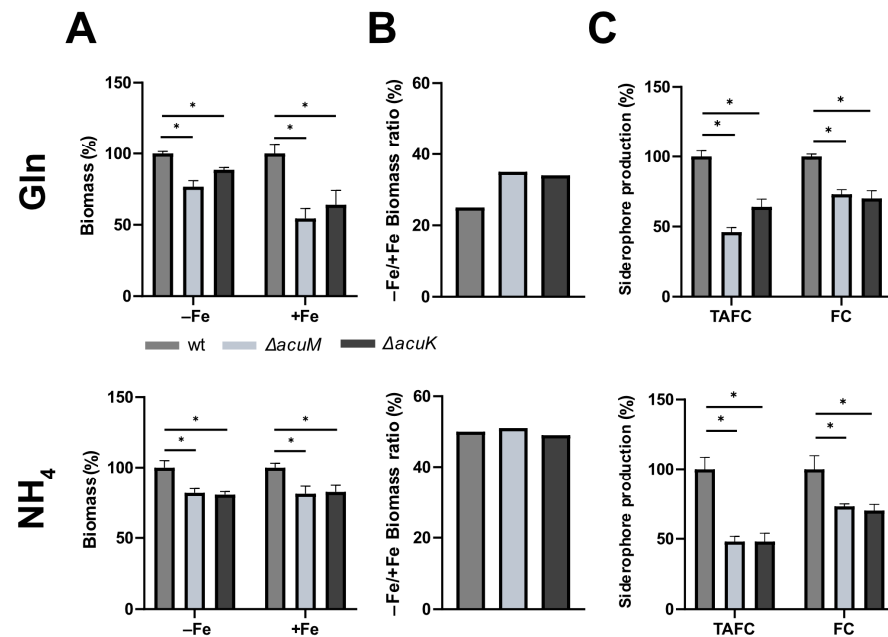 A
B
C
Gln
Biomass (%)
150
100
50
0
*
*
*
*
–Fe
+Fe
–Fe/+Fe Biomass ratio (%)
60
40
20
0
Siderophore production (%)
150
100
50
0
*
*
*
*
TAFC
FC
wt
ΔacuM
ΔacuK
NH4
Biomass (%)
150
100
50
0
*
*
*
*
–Fe
+Fe
–Fe/+Fe Biomass ratio (%)
60
40
20
0
Siderophore production (%)
150
100
50
0
*
*
*
*
TAFC
FC